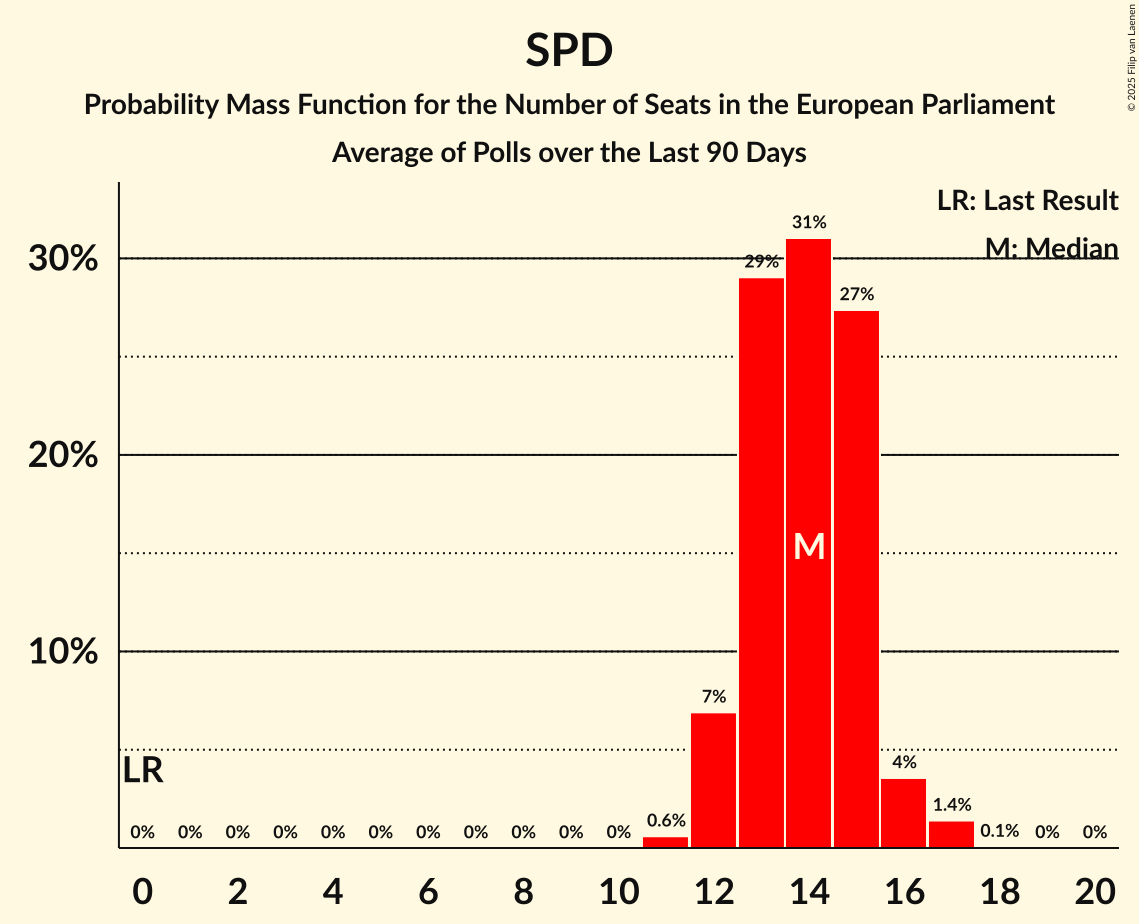 SPD
Probability Mass Function for the Number of Seats in the European Parliament
Average of Polls over the Last 90 Days
© 2025 Filip van Laenen
LR: Last Result
M: Median
30%
20%
10%
31%
29%
27%
M
7%
LR
4%
1.4%
0% 0% 0% 0% 0% 0% 0% 0% 0% 0% 0% 0.6% 0.1% 0% 0%
0 2 4 6 8 10 12 14 16 18 20